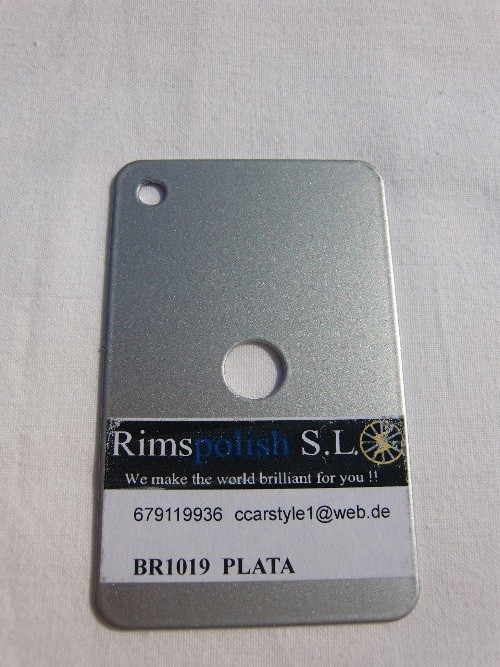 Rimspolish S.L.
We make the world brilliant for you !!
679119936 ccarstyle1@web.de
BR1019 PLATA